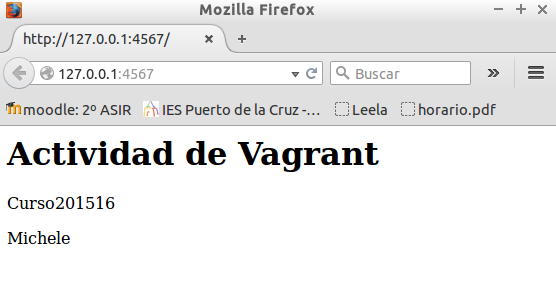 Mozilla Firefox
http://127.0.0.1:4567/
127.0.0.1:4567 Buscar
moodle: 2º ASIR IES Puerto de la Cruz -... Leela horario.pdf
Actividad de Vagrant
Curso201516
Michele